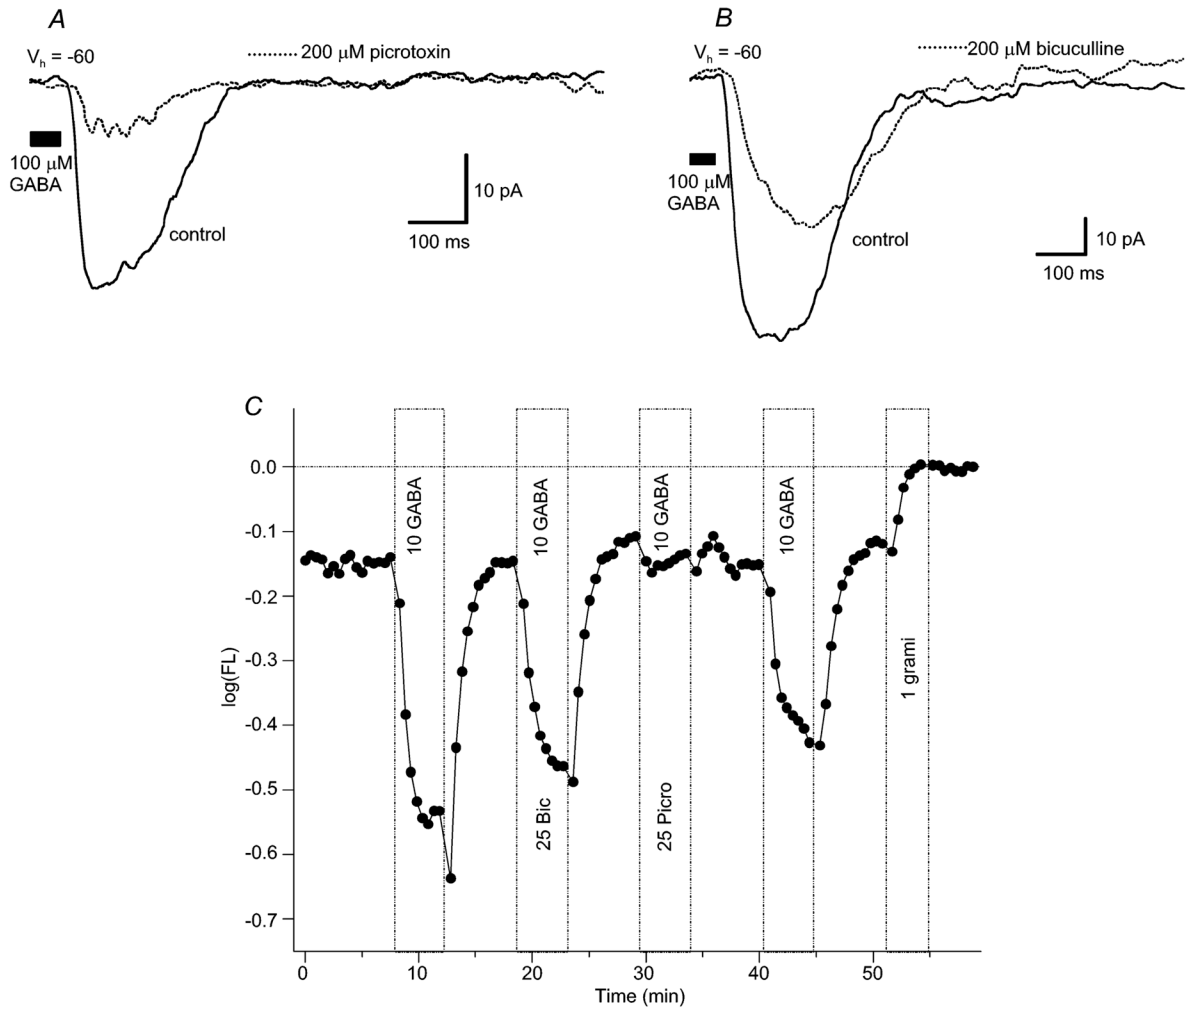 A
V_h = -60
200 μM picrotoxin
100 μM
GABA
control
10 pA
100 ms
B
V_h = -60
200 μM bicuculline
100 μM
GABA
control
10 pA
100 ms
C
log(FL)
0.0
-0.1
-0.2
-0.3
-0.4
-0.5
-0.6
-0.7
10 GABA
10 GABA
25 Bic
10 GABA
25 Picro
10 GABA
1 grami
0 10 20 30 40 50
Time (min)